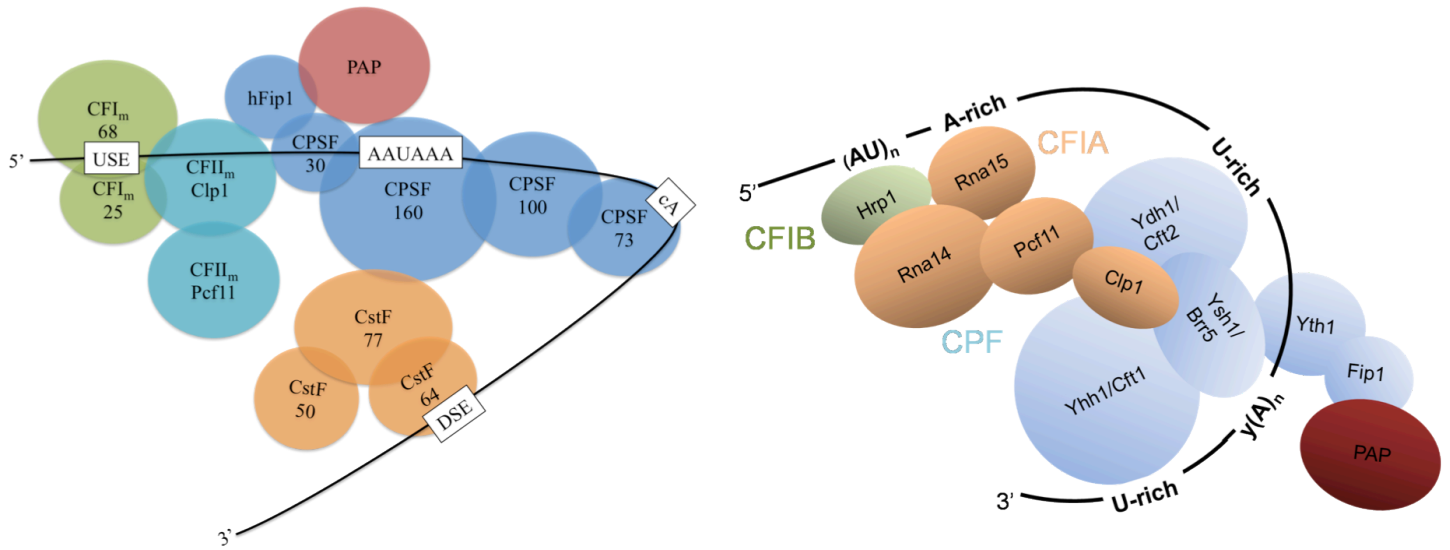 PAP
hFip1
CFIm
68
CPSF
30
5’
USE
AAUAAA
CFIIm
Clp1
CFIm
25
CPSF
160
CPSF
100
cA
CPSF
73
CFIIm
Pcf11
CstF
77
CstF
50
CstF
64
DSE
3’
5’
(AU)n
A-rich
U-rich
CFIA
Rna15
Hrp1
CFIB
Rna14
Pcf11
Ydh1/
Cft2
Clp1
CPF
Ysh1/
Brr5
Yth1
Fip1
Yhh1/Cft1
y(A)n
PAP
3’
U-rich